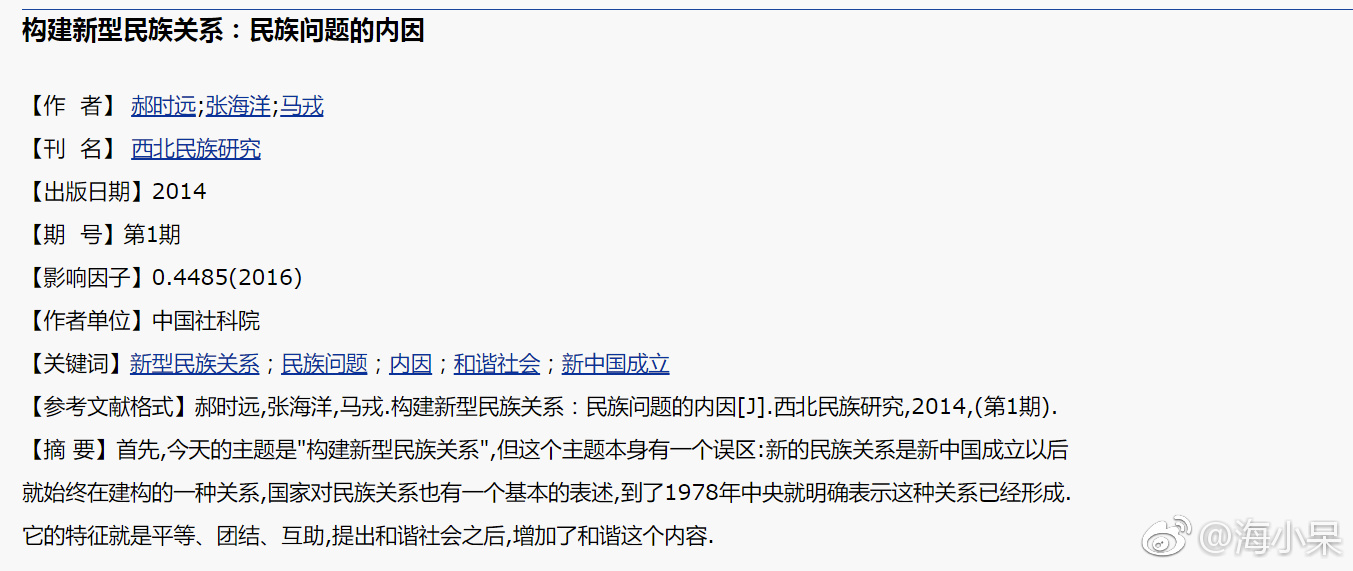 构建新型民族关系：民族问题的内因
【作 者】 郝时远;张海洋;马戎
【刊 名】 西北民族研究
【出版日期】2014
【期 号】第1期
【影响因子】0.4485(2016)
【作者单位】中国社科院
【关键词】新型民族关系；民族问题；内因；和谐社会；新中国成立
【参考文献格式】郝时远,张海洋,马戎.构建新型民族关系：民族问题的内因[J].西北民族研究,2014,(第1期).
【摘 要】首先,今天的主题是"构建新型民族关系",但这个主题本身有一个误区:新的民族关系是新中国成立以后
就始终在建构的一种关系,国家对民族关系也有一个基本的表述,到了1978年中央就明确表示这种关系已经形成.
它的特征就是平等、团结、互助,提出和谐社会之后,增加了和谐这个内容.
@海小呆